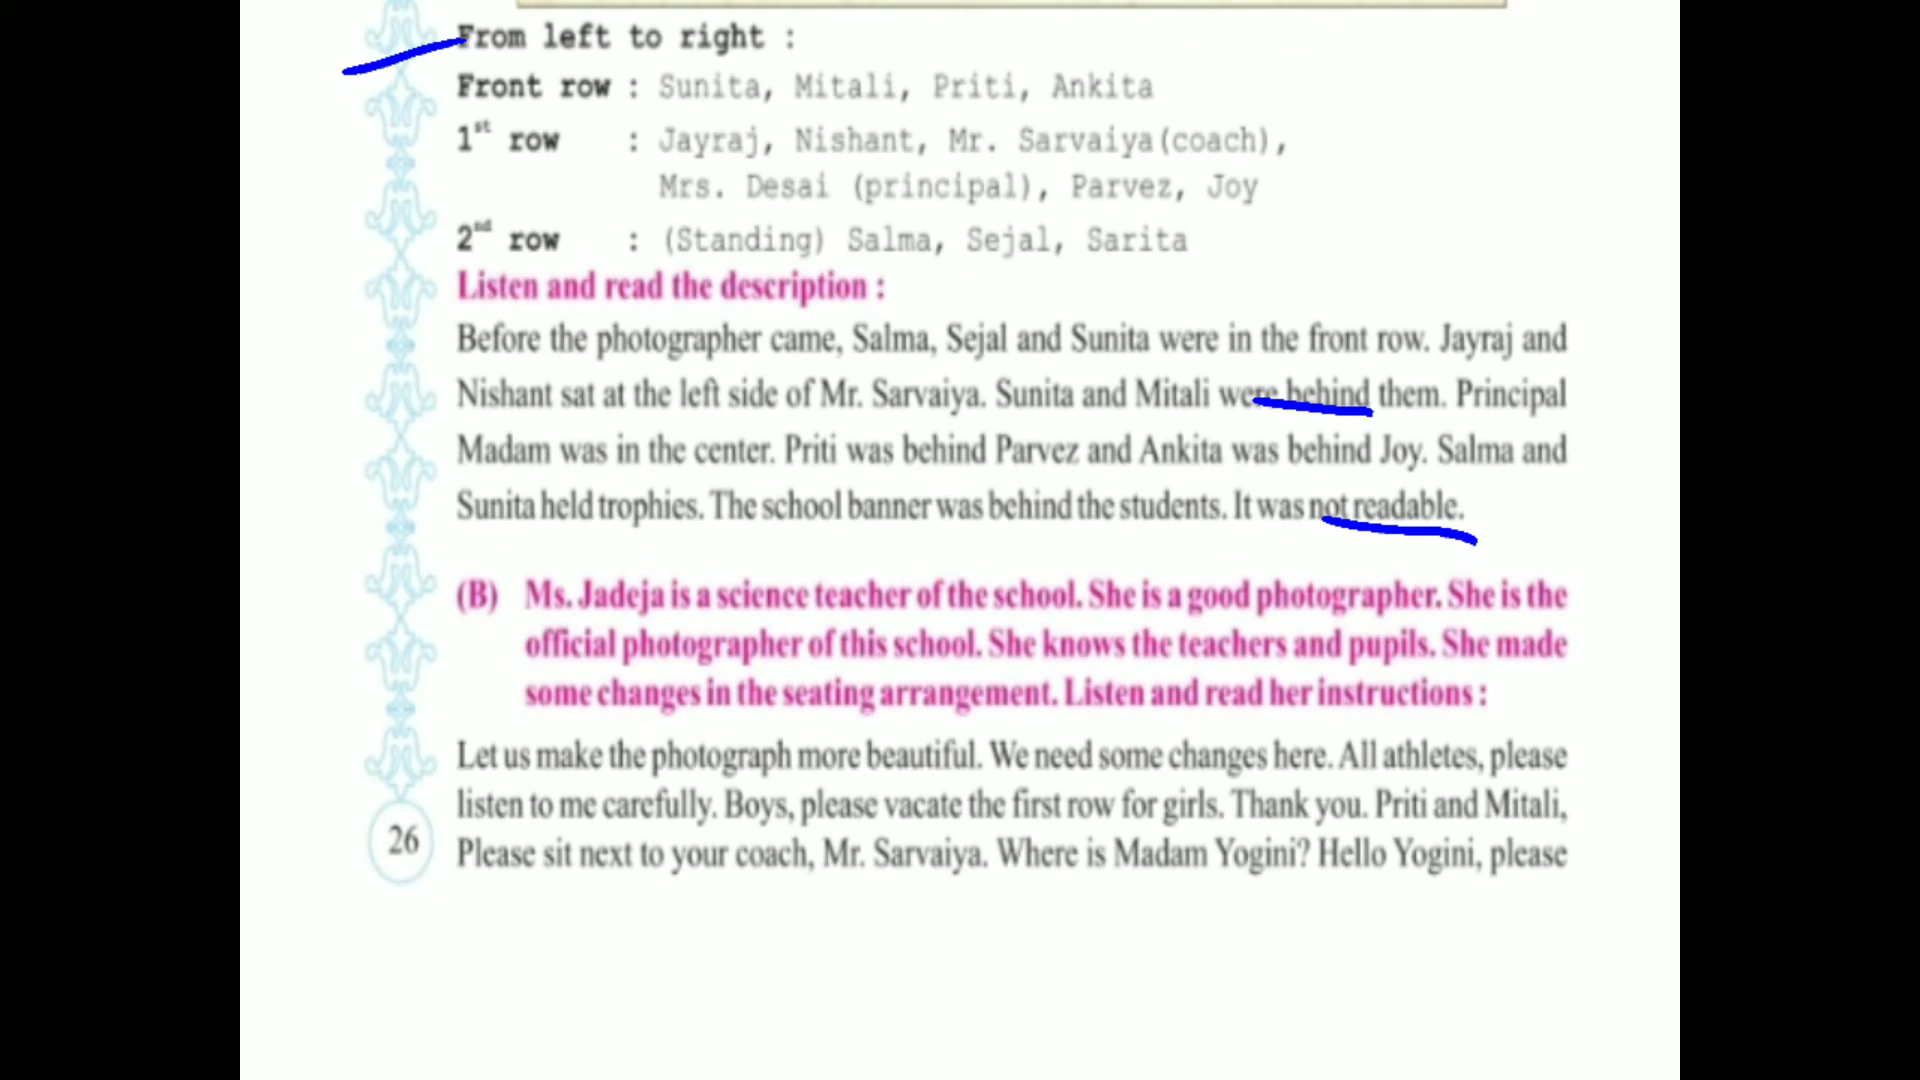 From left to right :
Front row : Sunita, Mitali, Priti, Ankita
1st row : Jayraj, Nishant, Mr. Sarvaiya(coach),
Mrs. Desai (principal), Parvez, Joy
2nd row : (Standing) Salma, Sejal, Sarita
Listen and read the description :
Before the photographer came, Salma, Sejal and Sunita were in the front row. Jayraj and
Nishant sat at the left side of Mr. Sarvaiya. Sunita and Mitali were behind them. Principal
Madam was in the center. Priti was behind Parvez and Ankita was behind Joy. Salma and
Sunita held trophies. The school banner was behind the students. It was not readable.
(B) Ms. Jadeja is a science teacher of the school. She is a good photographer. She is the
official photographer of this school. She knows the teachers and pupils. She made
some changes in the seating arrangement. Listen and read her instructions :
Let us make the photograph more beautiful. We need some changes here. All athletes, please
listen to me carefully. Boys, please vacate the first row for girls. Thank you. Priti and Mitali,
Please sit next to your coach, Mr. Sarvaiya. Where is Madam Yogini? Hello Yogini, please
26